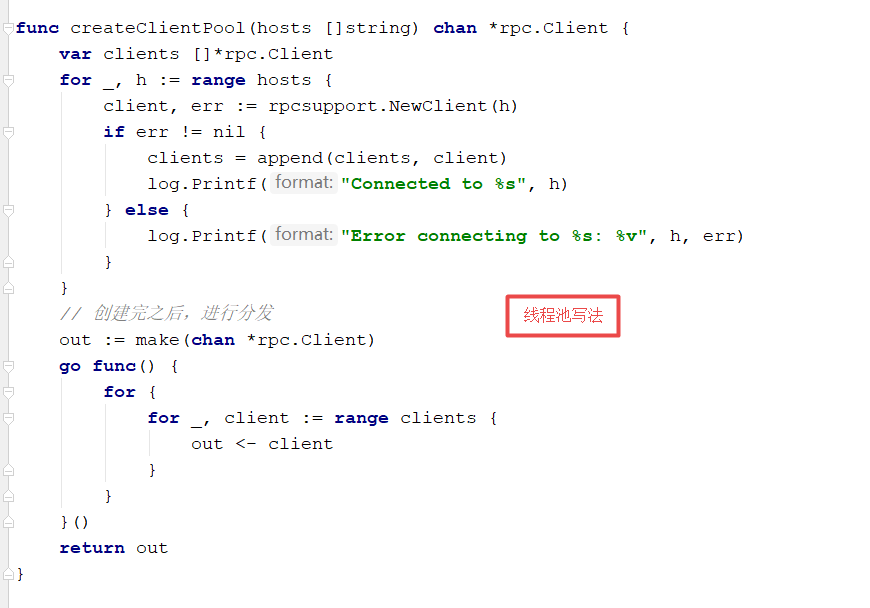 func createClientPool(hosts []string) chan *rpc.Client {
var clients []*rpc.Client
for _, h := range hosts {
client, err := rpcsupport.NewClient(h)
if err != nil {
clients = append(clients, client)
log.Printf( format: "Connected to %s", h)
} else {
log.Printf( format: "Error connecting to %s: %v", h, err)
}
}
// 创建完之后，进行分发
线程池写法
out := make(chan *rpc.Client)
go func() {
for {
for _, client := range clients {
out <- client
}
}
}()
return out
}